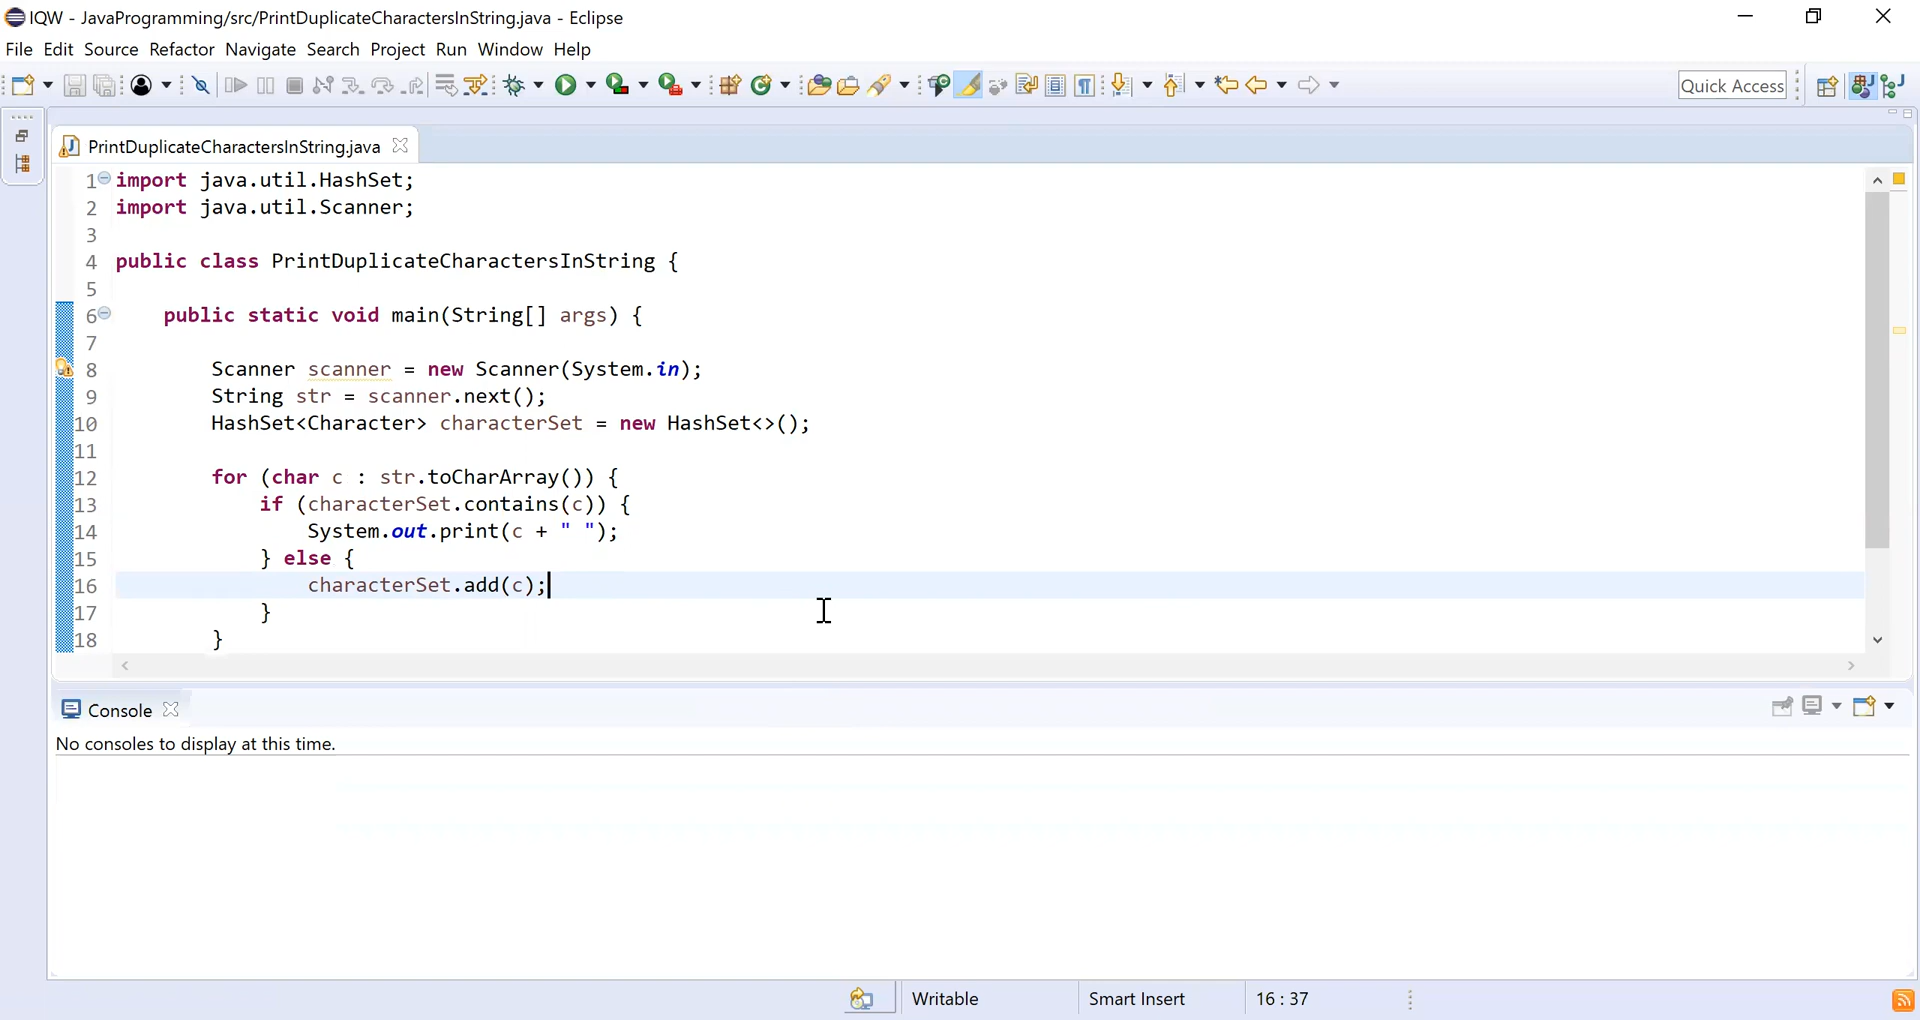 IQW - JavaProgramming/src/PrintDuplicateCharactersInString.java - Eclipse
File Edit Source Refactor Navigate Search Project Run Window Help
Quick Access
PrintDuplicateCharactersInString.java
1 import java.util.HashSet;
2 import java.util.Scanner;
3
4 public class PrintDuplicateCharactersInString {
5
6 public static void main(String[] args) {
7
8 Scanner scanner = new Scanner(System.in);
9 String str = scanner.next();
10 HashSet<Character> characterSet = new HashSet<>();
11
12 for (char c : str.toCharArray()) {
13 if (characterSet.contains(c)) {
14 System.out.print(c + " ");
15 } else {
16 characterSet.add(c);
17 }
18 }
Console
No consoles to display at this time.
Writable Smart Insert 16 : 37